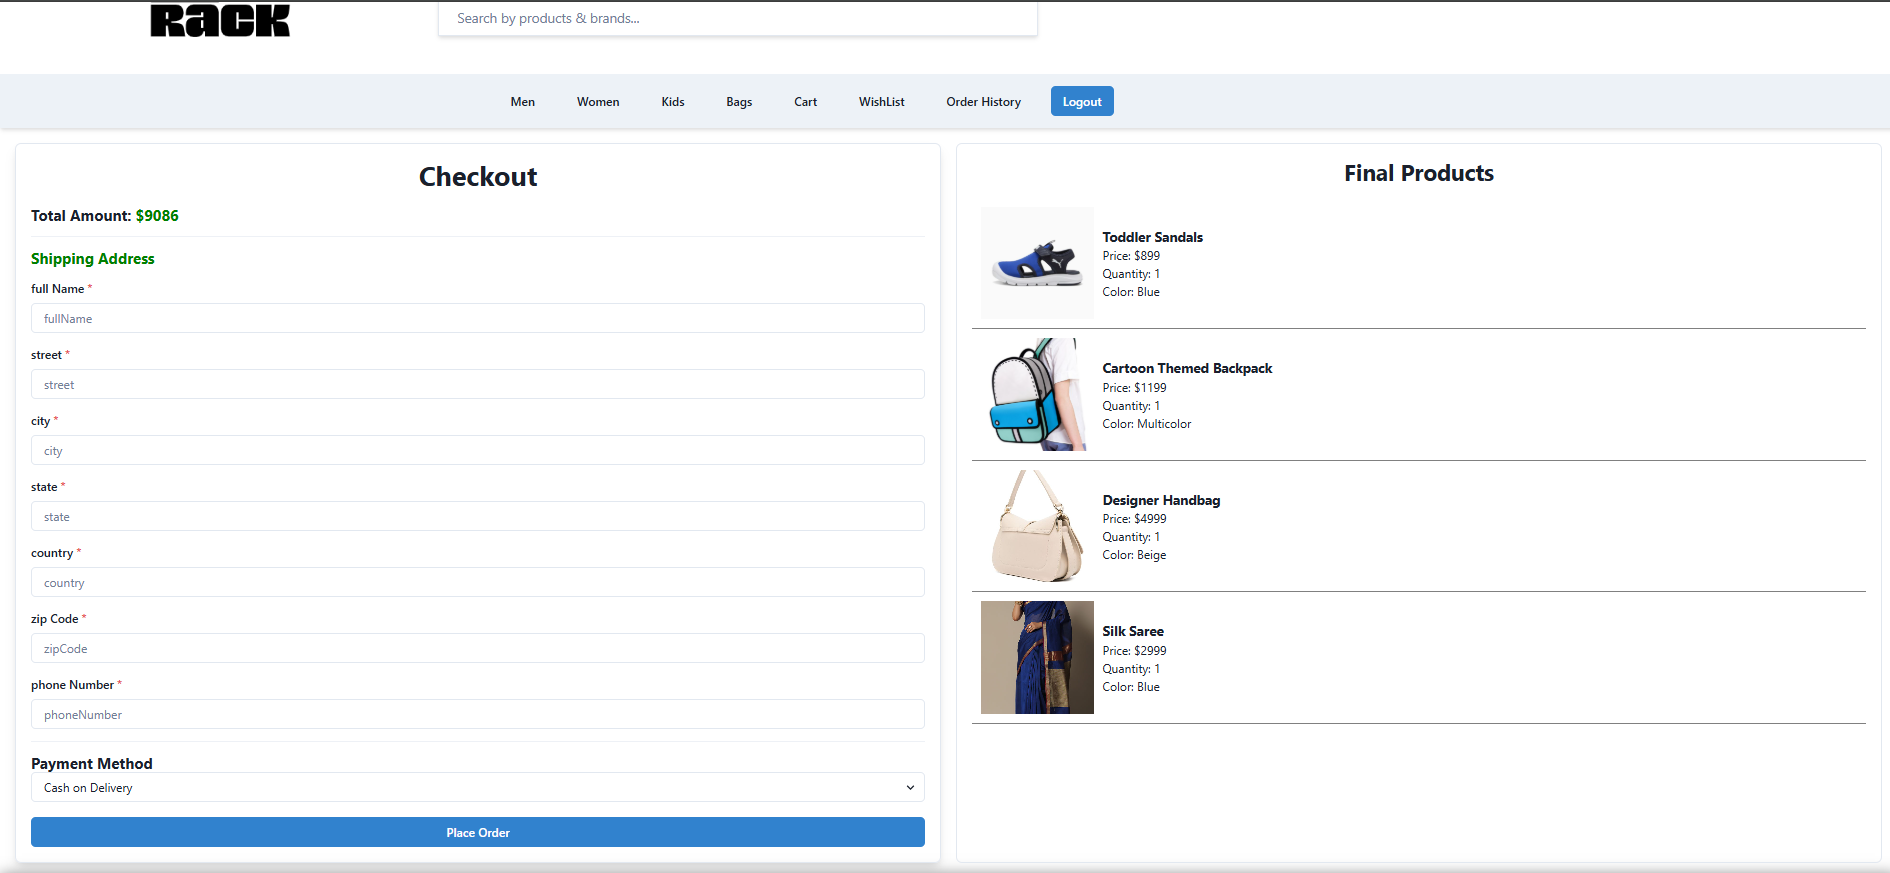 RACK
Search by products & brands...
Men Women Kids Bags Cart WishList Order History Logout
Checkout
Total Amount: $9086
Shipping Address
full Name *
fullName
street *
street
city *
city
state *
state
country *
country
zip Code *
zipCode
phone Number *
phoneNumber
Payment Method
Cash on Delivery
Place Order
Final Products
Toddler Sandals
Price: $899
Quantity: 1
Color: Blue
Cartoon Themed Backpack
Price: $1199
Quantity: 1
Color: Multicolor
Designer Handbag
Price: $4999
Quantity: 1
Color: Beige
Silk Saree
Price: $2999
Quantity: 1
Color: Blue